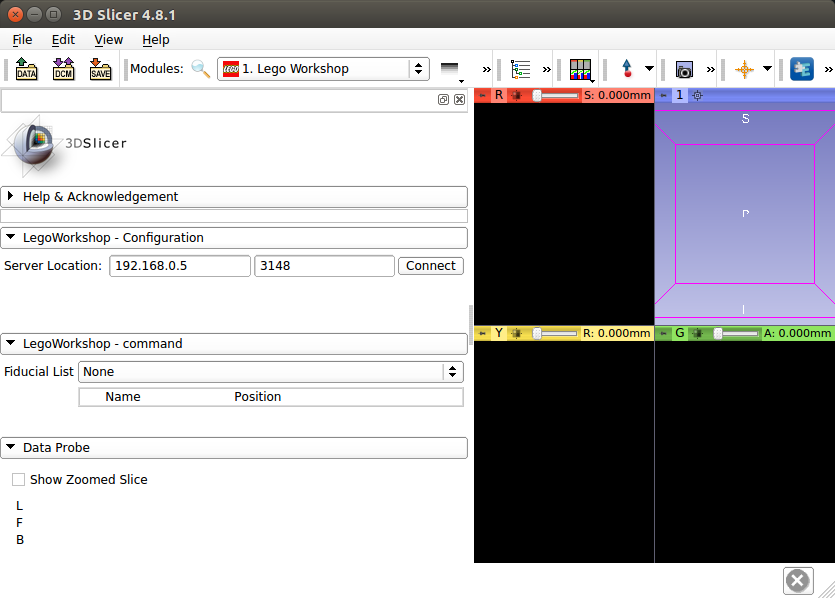 3D Slicer 4.8.1
File Edit View Help
DATA DCM SAVE Modules: LEGO 1. Lego Workshop » » » »
3DSlicer
Help & Acknowledgement
LegoWorkshop - Configuration
Server Location: 192.168.0.5 3148 Connect
LegoWorkshop - command
Fiducial List None
Name Position
Data Probe
Show Zoomed Slice
L
F
B
R S: 0.000mm
1
S
P
I
Y R: 0.000mm
G A: 0.000mm